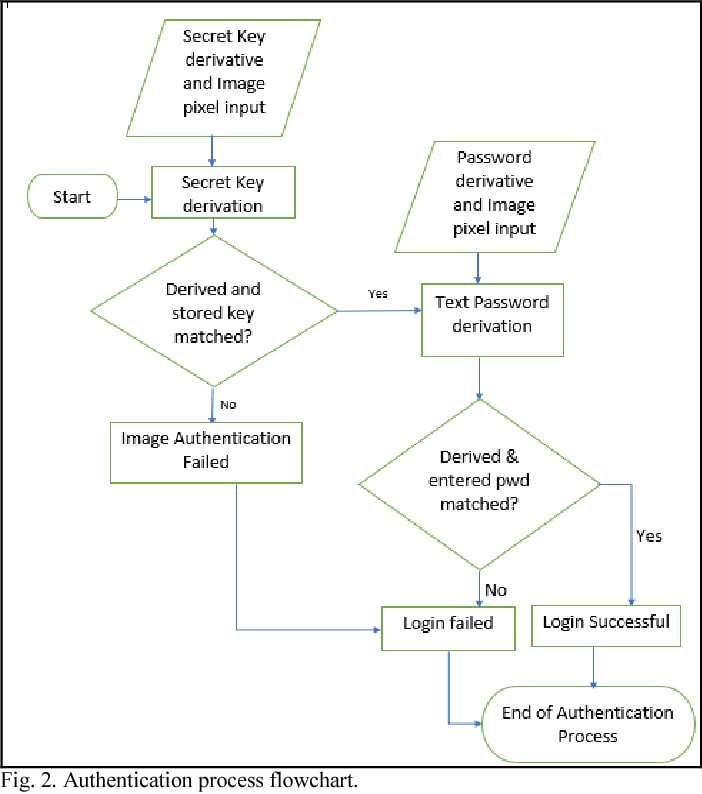 Secret Key
derivative
and Image
pixel input
Start
Secret Key
derivation
Password
derivative
and Image
pixel input
Derived and
stored key
matched?
Yes
Text Password
derivation
No
Image Authentication
Failed
Derived &
entered pwd
matched?
Yes
No
Login failed
Login Successful
End of Authentication
Process
Fig. 2. Authentication process flowchart.